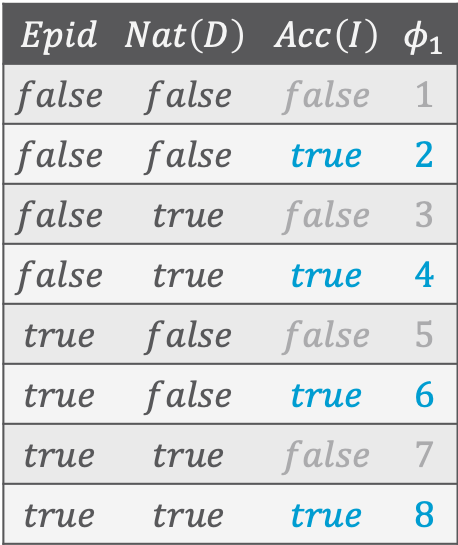 Epid Nat(D) Acc(I) ϕ₁
false false false 1
false false true 2
false true false 3
false true true 4
true false false 5
true false true 6
true true false 7
true true true 8